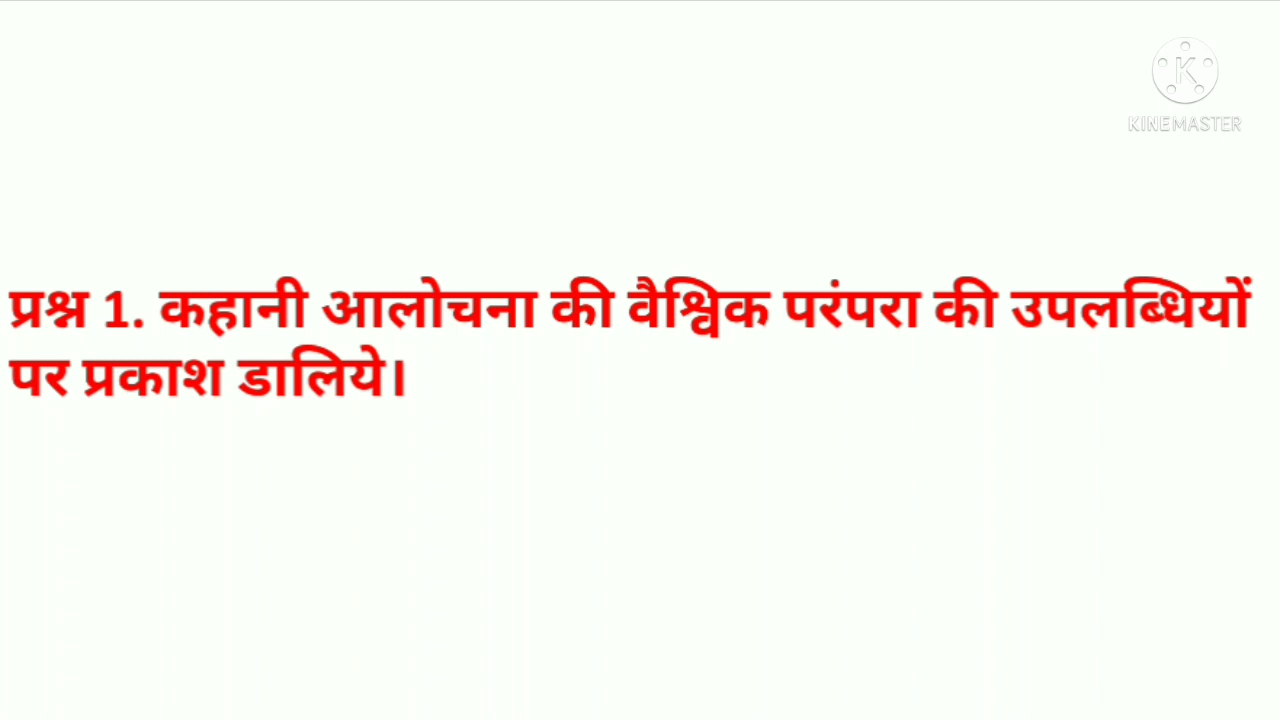 KINEMASTER
प्रश्न 1. कहानी आलोचना की वैश्विक परंपरा की उपलब्धियों
पर प्रकाश डालिये।